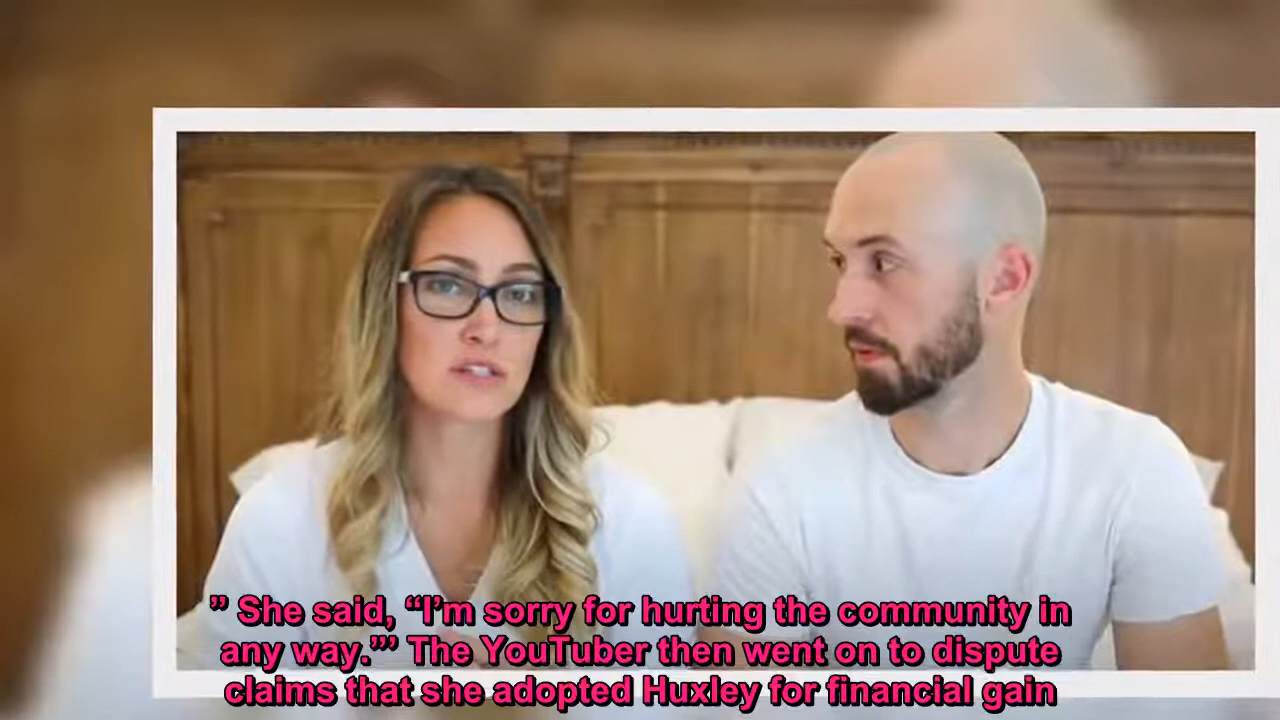 ” She said, “I’m sorry for hurting the community in
any way.”’ The YouTuber then went on to dispute
claims that she adopted Huxley for financial gain